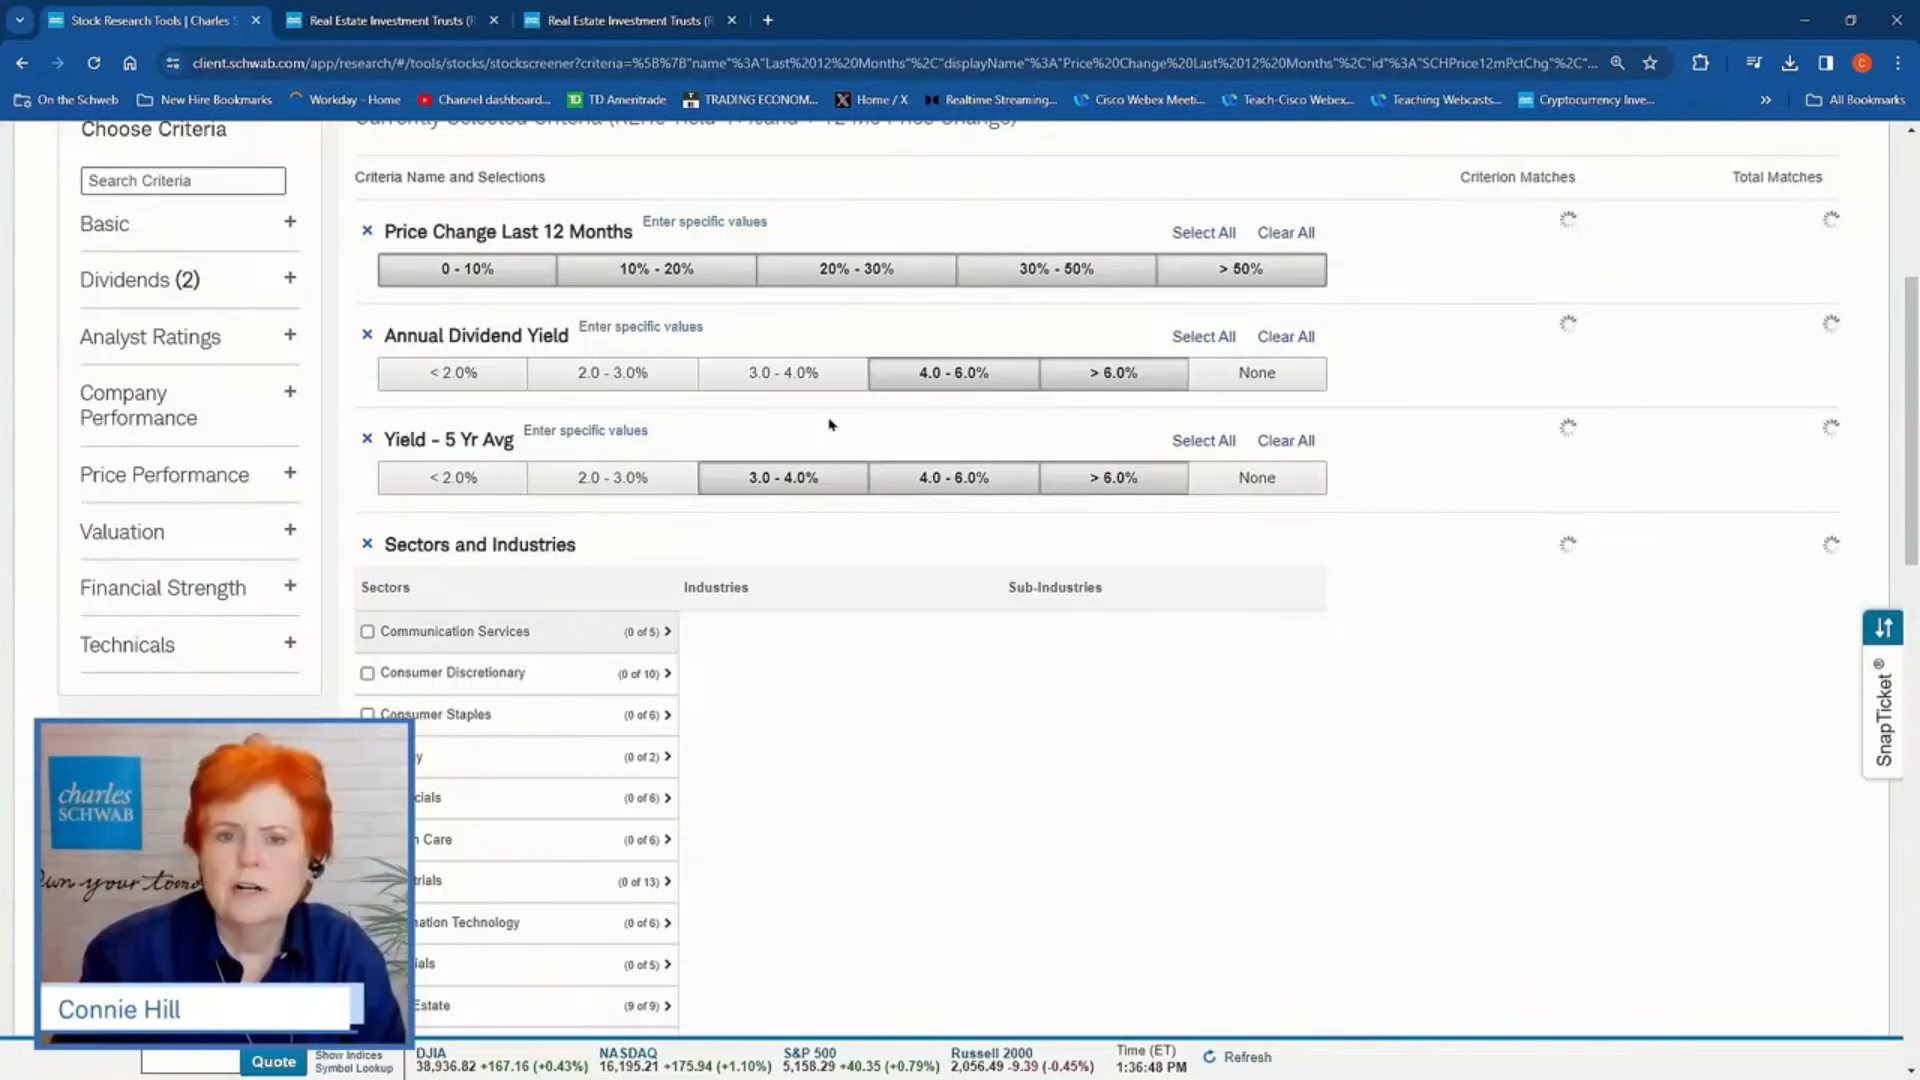 Stock Research Tools | Charles S
Real Estate Investment Trusts (R
Real Estate Investment Trusts (R
client.schwab.com/app/research/#/tools/stocks/stockscreener?criteria=%5B%7B"name"%3A"Last%2012%20Months"%2C"displayName"%3A"Price%20Change%20Last%2012%20Months"%2C"id"%3A"SCHPrice12mPctChg"%2C"...
On the Schweb
New Hire Bookmarks
Workday - Home
Channel dashboard...
TD Ameritrade
TRADING ECONOM...
Home / X
Realtime Streaming...
Cisco Webex Meeti...
Teach-Cisco Webex...
Teaching Webcasts...
Cryptocurrency Inve...
All Bookmarks
Choose Criteria
Search Criteria
Basic +
Dividends (2) +
Analyst Ratings +
Company Performance +
Price Performance +
Valuation +
Financial Strength +
Technicals +
Criteria Name and Selections
Criterion Matches
Total Matches
Price Change Last 12 Months
Enter specific values
Select All
Clear All
0 - 10%
10% - 20%
20% - 30%
30% - 50%
> 50%
Annual Dividend Yield
Enter specific values
Select All
Clear All
< 2.0%
2.0 - 3.0%
3.0 - 4.0%
4.0 - 6.0%
> 6.0%
None
Yield - 5 Yr Avg
Enter specific values
Select All
Clear All
< 2.0%
2.0 - 3.0%
3.0 - 4.0%
4.0 - 6.0%
> 6.0%
None
Sectors and Industries
Sectors
Industries
Sub-Industries
Communication Services (0 of 5)
Consumer Discretionary (0 of 10)
Consumer Staples (0 of 6)
y (0 of 2)
cials (0 of 6)
Care (0 of 6)
trials (0 of 13)
ation Technology (0 of 6)
ials (0 of 5)
Estate (9 of 9)
SnapTicket®
charles
SCHWAB
Connie Hill
Quote
Show Indices
Symbol Lookup
DJIA
38,936.82 +167.16 (+0.43%)
NASDAQ
16,195.21 +175.94 (+1.10%)
S&P 500
5,158.29 +40.35 (+0.79%)
Russell 2000
2,056.49 -9.39 (-0.45%)
Time (ET)
1:36:48 PM
Refresh